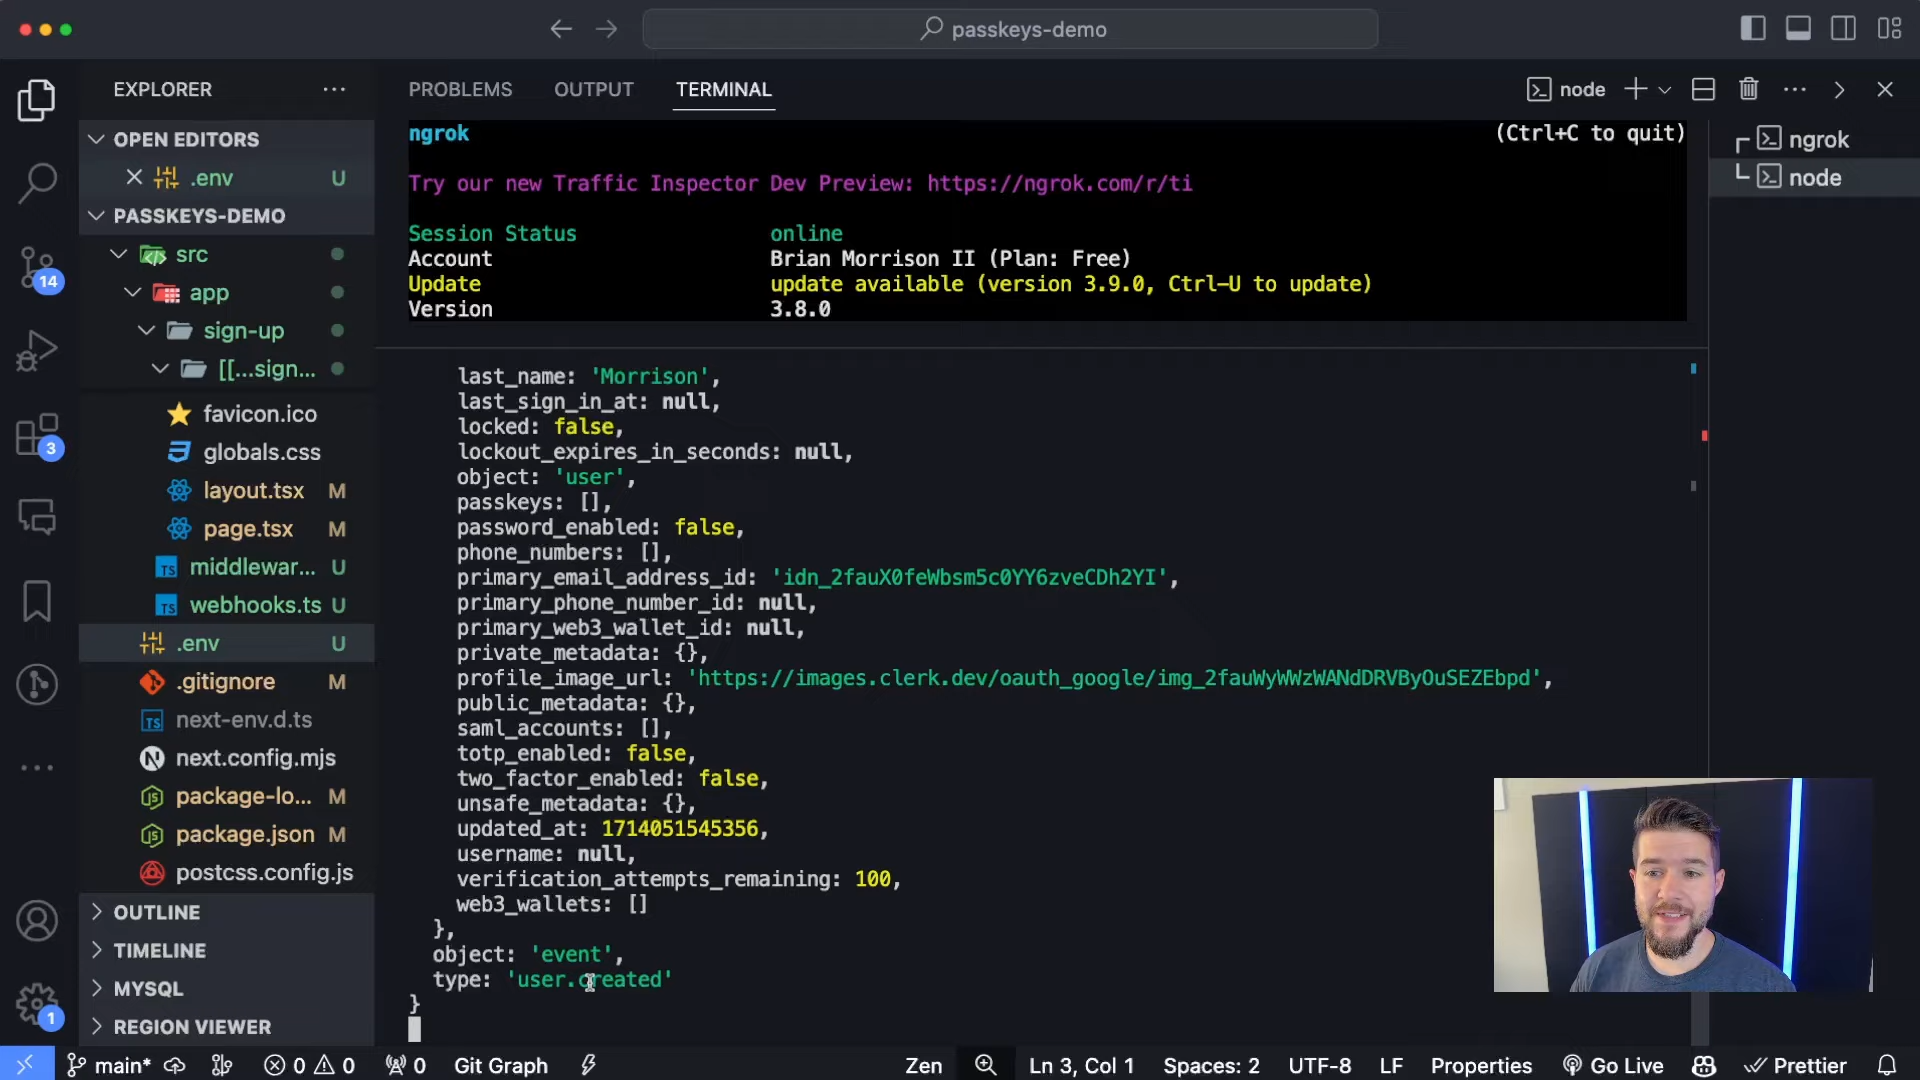 passkeys-demo
EXPLORER
OPEN EDITORS
.env U
PASSKEYS-DEMO
src
app
sign-up
[[...sign...
favicon.ico
globals.css
layout.tsx M
page.tsx M
middlewar... U
webhooks.ts U
.env U
.gitignore M
next-env.d.ts
next.config.mjs
package-lo... M
package.json M
postcss.config.js
OUTLINE
TIMELINE
MYSQL
REGION VIEWER
14
3
1
PROBLEMS OUTPUT TERMINAL
node
ngrok (Ctrl+C to quit)
Try our new Traffic Inspector Dev Preview: https://ngrok.com/r/ti
Session Status online
Account Brian Morrison II (Plan: Free)
Update update available (version 3.9.0, Ctrl-U to update)
Version 3.8.0
last_name: 'Morrison',
last_sign_in_at: null,
locked: false,
lockout_expires_in_seconds: null,
object: 'user',
passkeys: [],
password_enabled: false,
phone_numbers: [],
primary_email_address_id: 'idn_2fauX0feWbsm5c0YY6zveCDh2YI',
primary_phone_number_id: null,
primary_web3_wallet_id: null,
private_metadata: {},
profile_image_url: 'https://images.clerk.dev/oauth_google/img_2fauWyWWzWANdDRVByOuSEZEbpd',
public_metadata: {},
saml_accounts: [],
totp_enabled: false,
two_factor_enabled: false,
unsafe_metadata: {},
updated_at: 1714051545356,
username: null,
verification_attempts_remaining: 100,
web3_wallets: []
},
object: 'event',
type: 'user.created'
}
ngrok
node
main* 0 0 0 Git Graph Zen Ln 3, Col 1 Spaces: 2 UTF-8 LF Properties Go Live Prettier